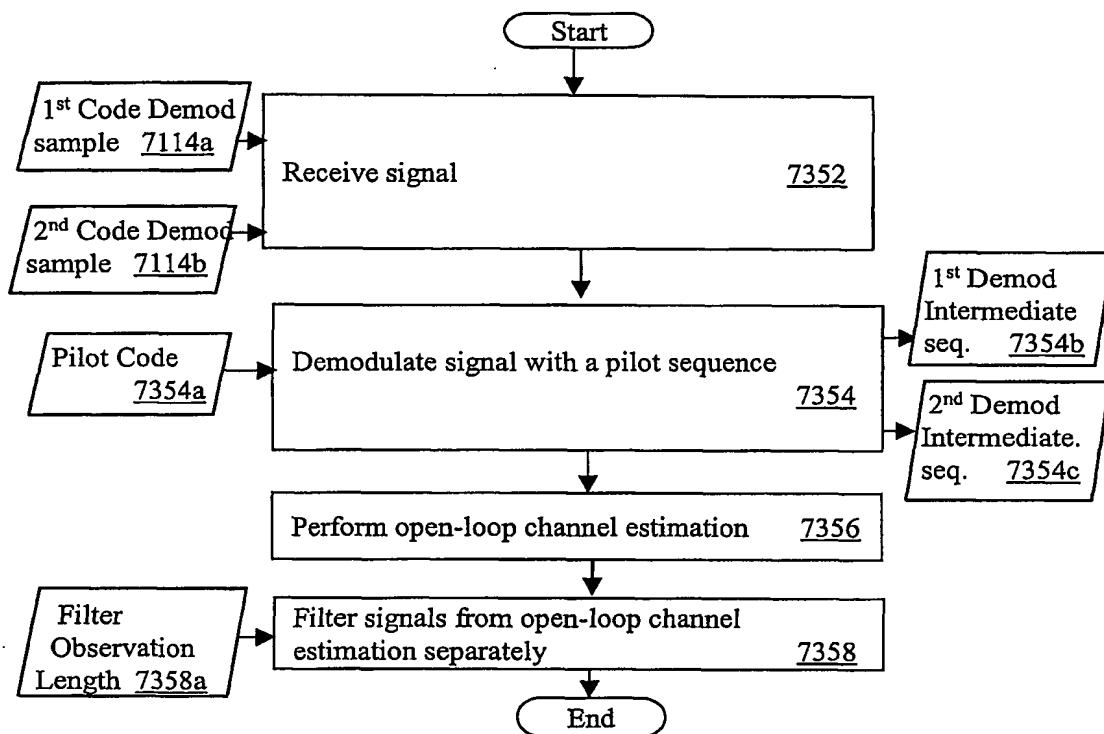 Start
1st Code Demod
sample 7114a
Receive signal 7352
2nd Code Demod
sample 7114b
1st Demod
Intermediate
seq. 7354b
Pilot Code
7354a
Demodulate signal with a pilot sequence
7354
2nd Demod
Intermediate.
seq. 7354c
Perform open-loop channel estimation 7356
Filter
Observation
Length 7358a
Filter signals from open-loop channel
estimation separately 7358
End